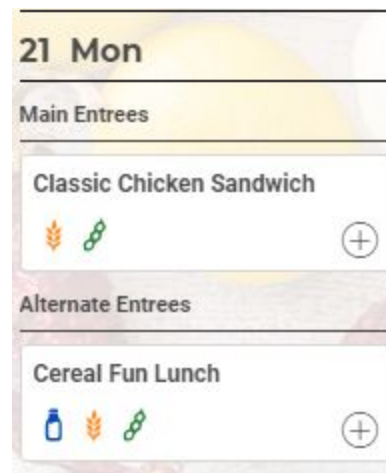 21 Mon
Main Entrees
Classic Chicken Sandwich
Alternate Entrees
Cereal Fun Lunch